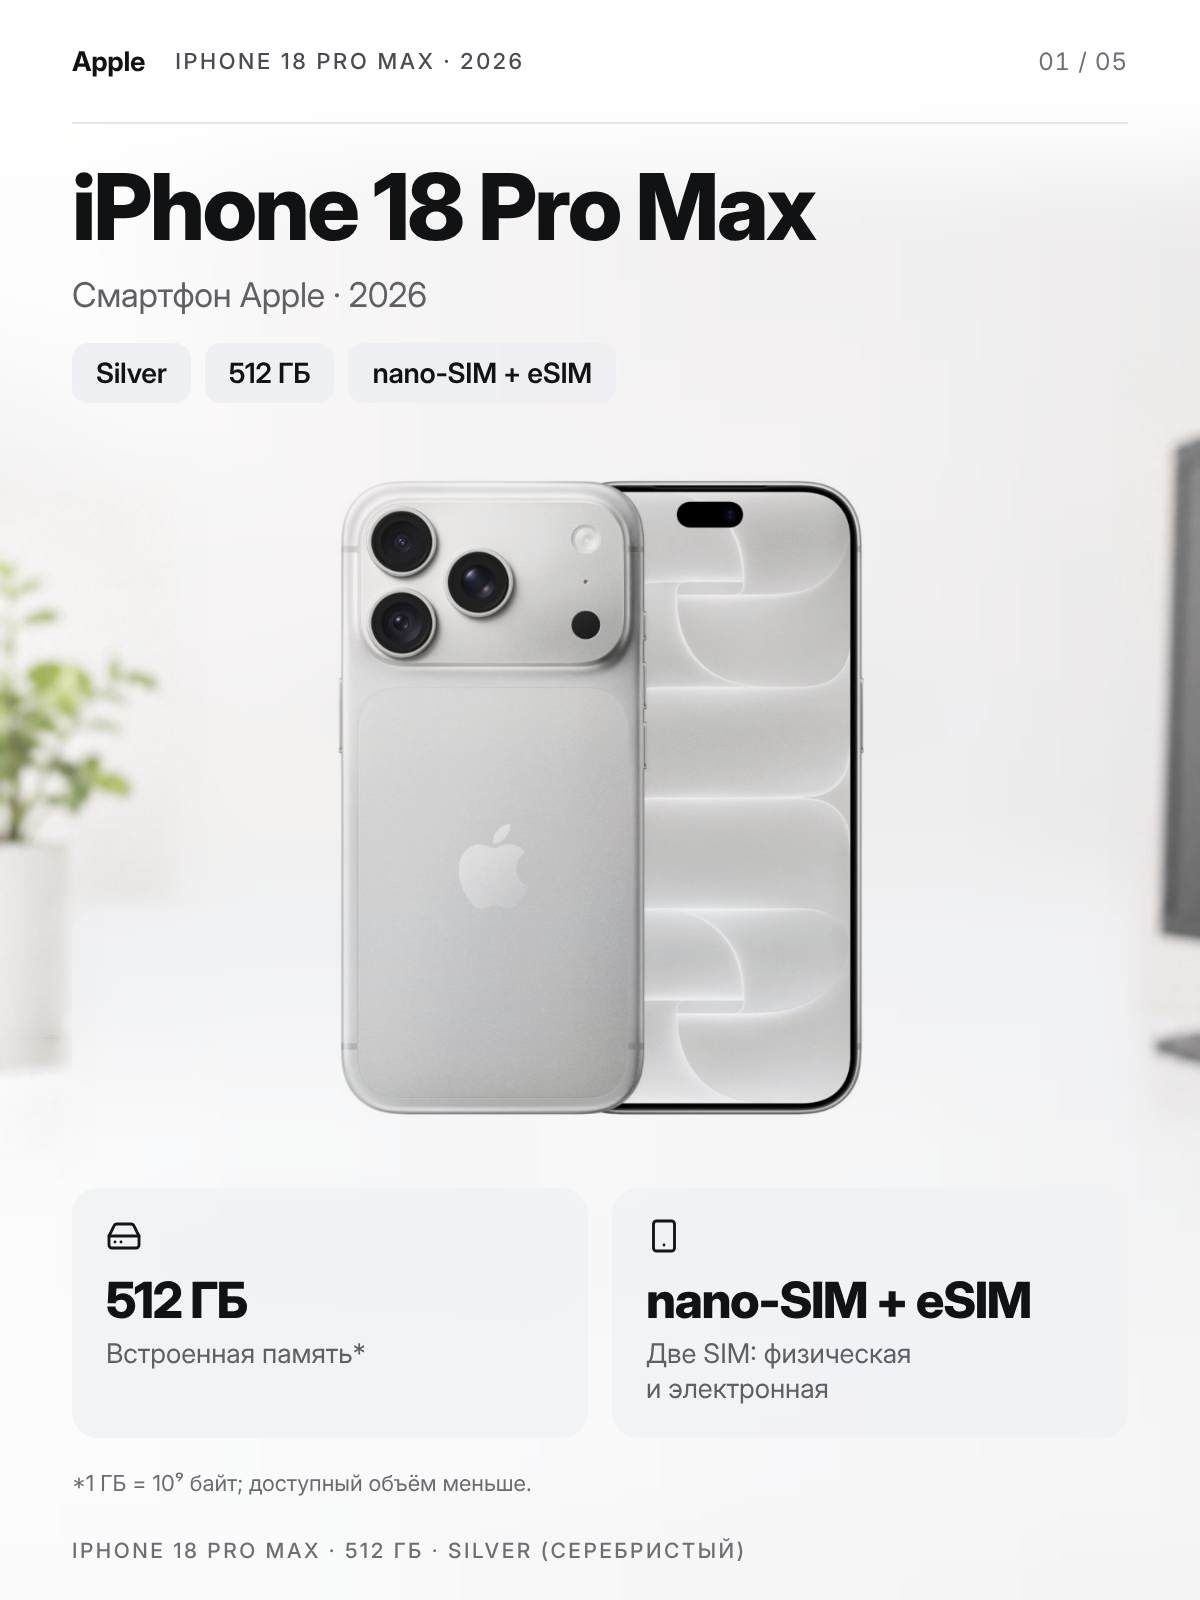 Apple IPHONE 18 PRO MAX · 2026 01 / 05
iPhone 18 Pro Max
Смартфон Apple · 2026
Silver 512 ГБ nano-SIM + eSIM
512 ГБ
Встроенная память*
nano-SIM + eSIM
Две SIM: физическая
и электронная
*1 ГБ = 10⁹ байт; доступный объём меньше.
IPHONE 18 PRO MAX · 512 ГБ · SILVER (СЕРЕБРИСТЫЙ)